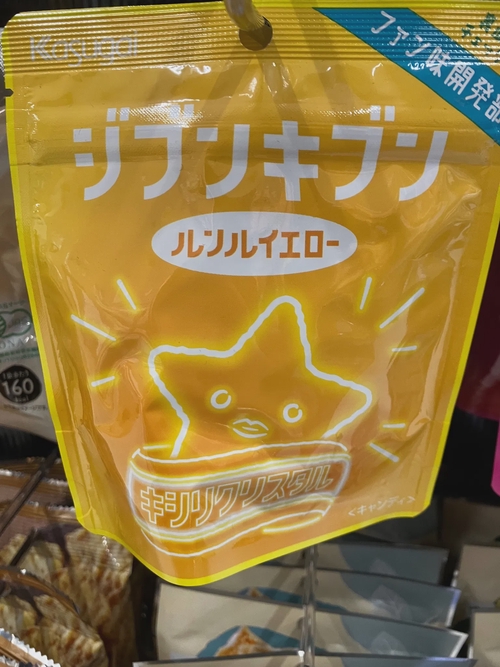 Kasugai
ファン味開発部
ジブンキブン
ルンルイエロー
キシリクリスタル
<キャンディ>
160